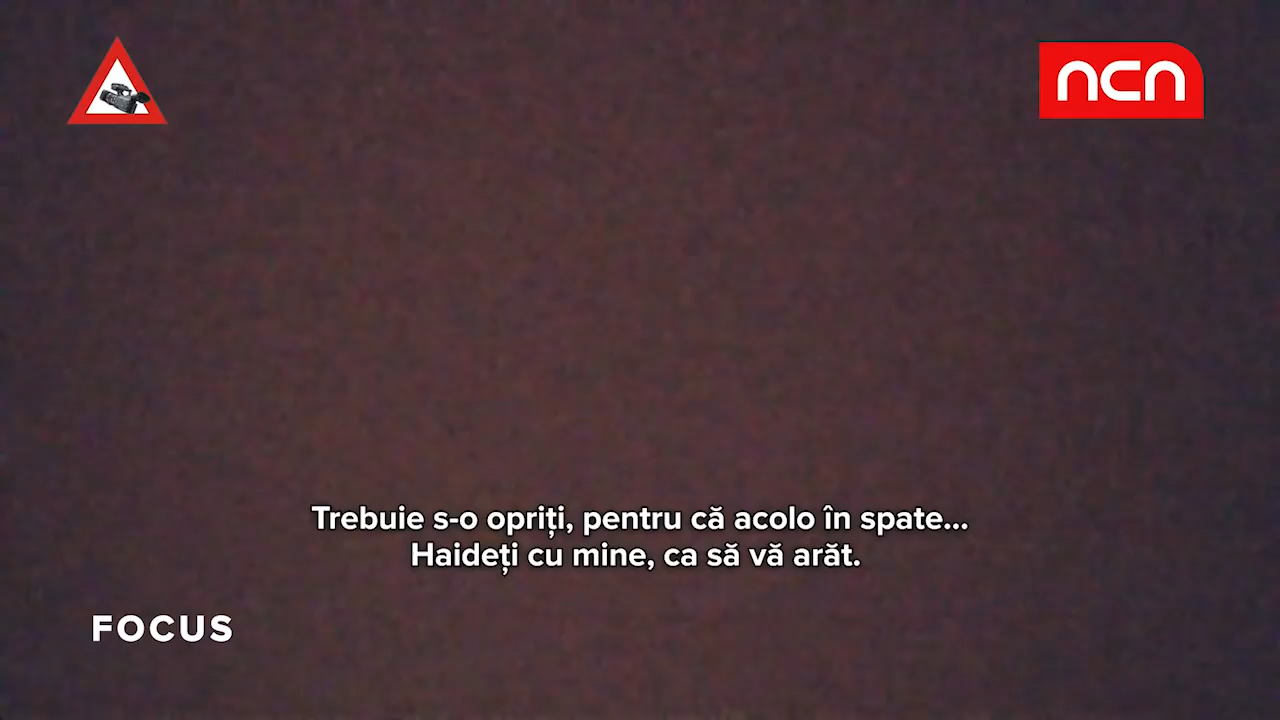 ncn
Trebuie s-o opriți, pentru că acolo în spate...
Haideți cu mine, ca să vă arăt.
FOCUS